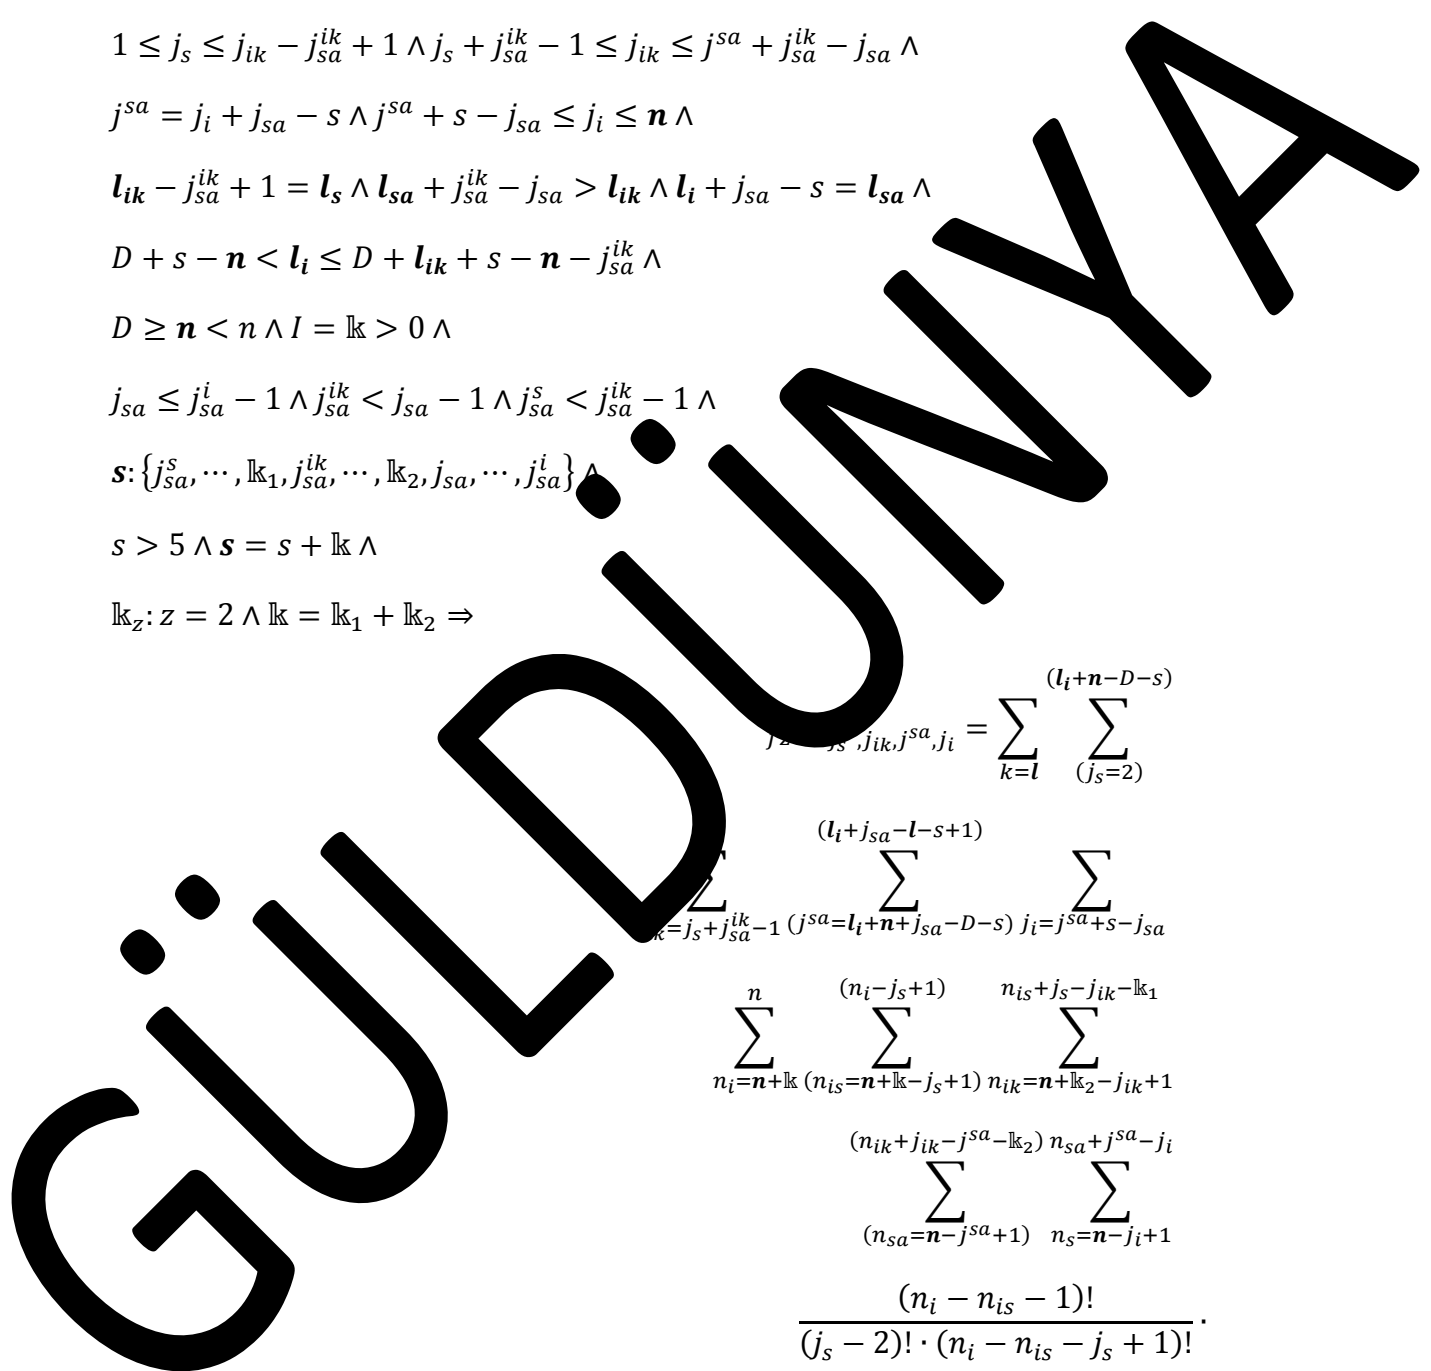 1 ≤ j_s ≤ j_{ik} − j_{sa}^{ik} + 1 ∧ j_s + j_{sa}^{ik} − 1 ≤ j_{ik} ≤ j^{sa} + j_{sa}^{ik} − j_{sa} ∧
j^{sa} = j_i + j_{sa} − s ∧ j^{sa} + s − j_{sa} ≤ j_i ≤ n ∧
l_{ik} − j_{sa}^{ik} + 1 = l_s ∧ l_{sa} + j_{sa}^{ik} − j_{sa} > l_{ik} ∧ l_i + j_{sa} − s = l_{sa} ∧
D + s − n < l_i ≤ D + l_{ik} + s − n − j_{sa}^{ik} ∧
D ≥ n < n ∧ I = 𝕜 > 0 ∧
j_{sa} ≤ j_{sa}^{i} − 1 ∧ j_{sa}^{ik} < j_{sa} − 1 ∧ j_{sa}^{s} < j_{sa}^{ik} − 1 ∧
s: {j_{sa}^{s}, ⋯ , 𝕜_1, j_{sa}^{ik}, ⋯ , 𝕜_2, j_{sa}, ⋯ , j_{sa}^{i}} ∧
s > 5 ∧ s = s + 𝕜 ∧
𝕜_z: z = 2 ∧ 𝕜 = 𝕜_1 + 𝕜_2 ⇒
,j_{ik},j^{sa},j_i = ∑_{k=l} ∑_{(j_s=2)}^{(l_i+n−D−s)}
∑_{=j_s+j_{sa}^{ik}−1} ∑_{(j^{sa}=l_i+n+j_{sa}−D−s)}^{(l_i+j_{sa}−l−s+1)} ∑_{j_i=j^{sa}+s−j_{sa}}
∑_{n_i=n+𝕜}^{n} ∑_{(n_{is}=n+𝕜−j_s+1)}^{(n_i−j_s+1)} ∑_{n_{ik}=n+𝕜_2−j_{ik}+1}^{n_{is}+j_s−j_{ik}−𝕜_1}
∑_{(n_{sa}=n−j^{sa}+1)}^{(n_{ik}+j_{ik}−j^{sa}−𝕜_2)} ∑_{n_s=n−j_i+1}^{n_{sa}+j^{sa}−j_i}
(n_i − n_{is} − 1)!
(j_s − 2)! · (n_i − n_{is} − j_s + 1)! ·
GÜLDÜNYA